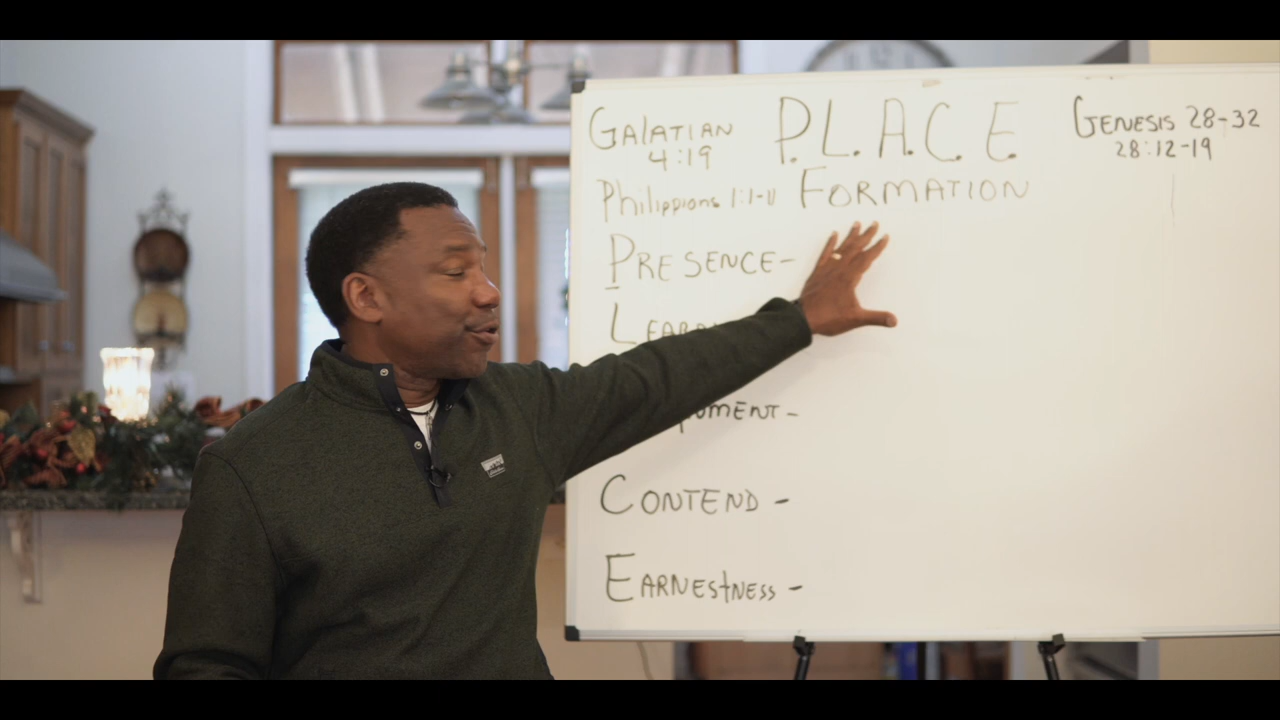 GALATIAN
4:19
P.L.A.C.E.
GENESIS 28-32
28:12-19
Philippians 1:1-11
FORMATION
PRESENCE-
CONTEND -
EARNESTNESS -